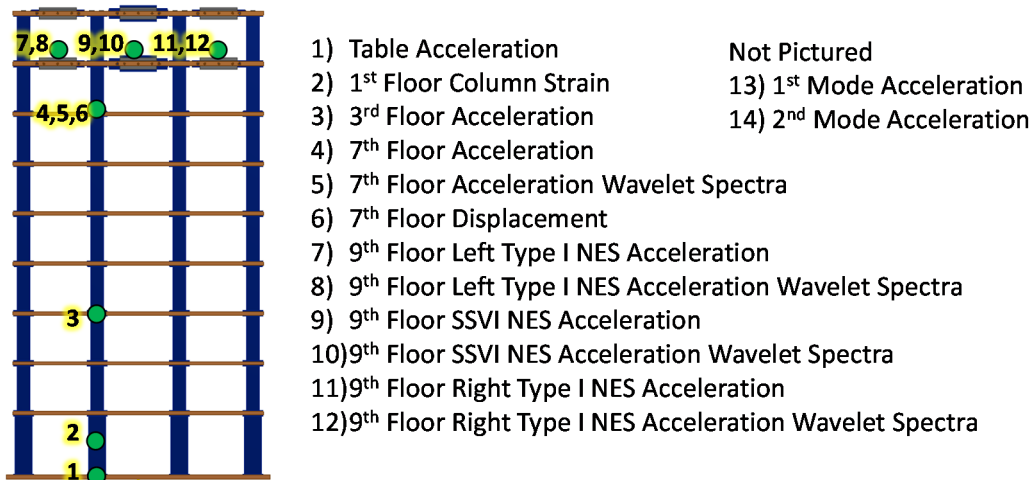 7,8 9,10 11,12
4,5,6
3
2
1
1) Table Acceleration
2) 1st Floor Column Strain
3) 3rd Floor Acceleration
4) 7th Floor Acceleration
5) 7th Floor Acceleration Wavelet Spectra
6) 7th Floor Displacement
7) 9th Floor Left Type I NES Acceleration
8) 9th Floor Left Type I NES Acceleration Wavelet Spectra
9) 9th Floor SSVI NES Acceleration
10)9th Floor SSVI NES Acceleration Wavelet Spectra
11)9th Floor Right Type I NES Acceleration
12)9th Floor Right Type I NES Acceleration Wavelet Spectra
Not Pictured
13) 1st Mode Acceleration
14) 2nd Mode Acceleration